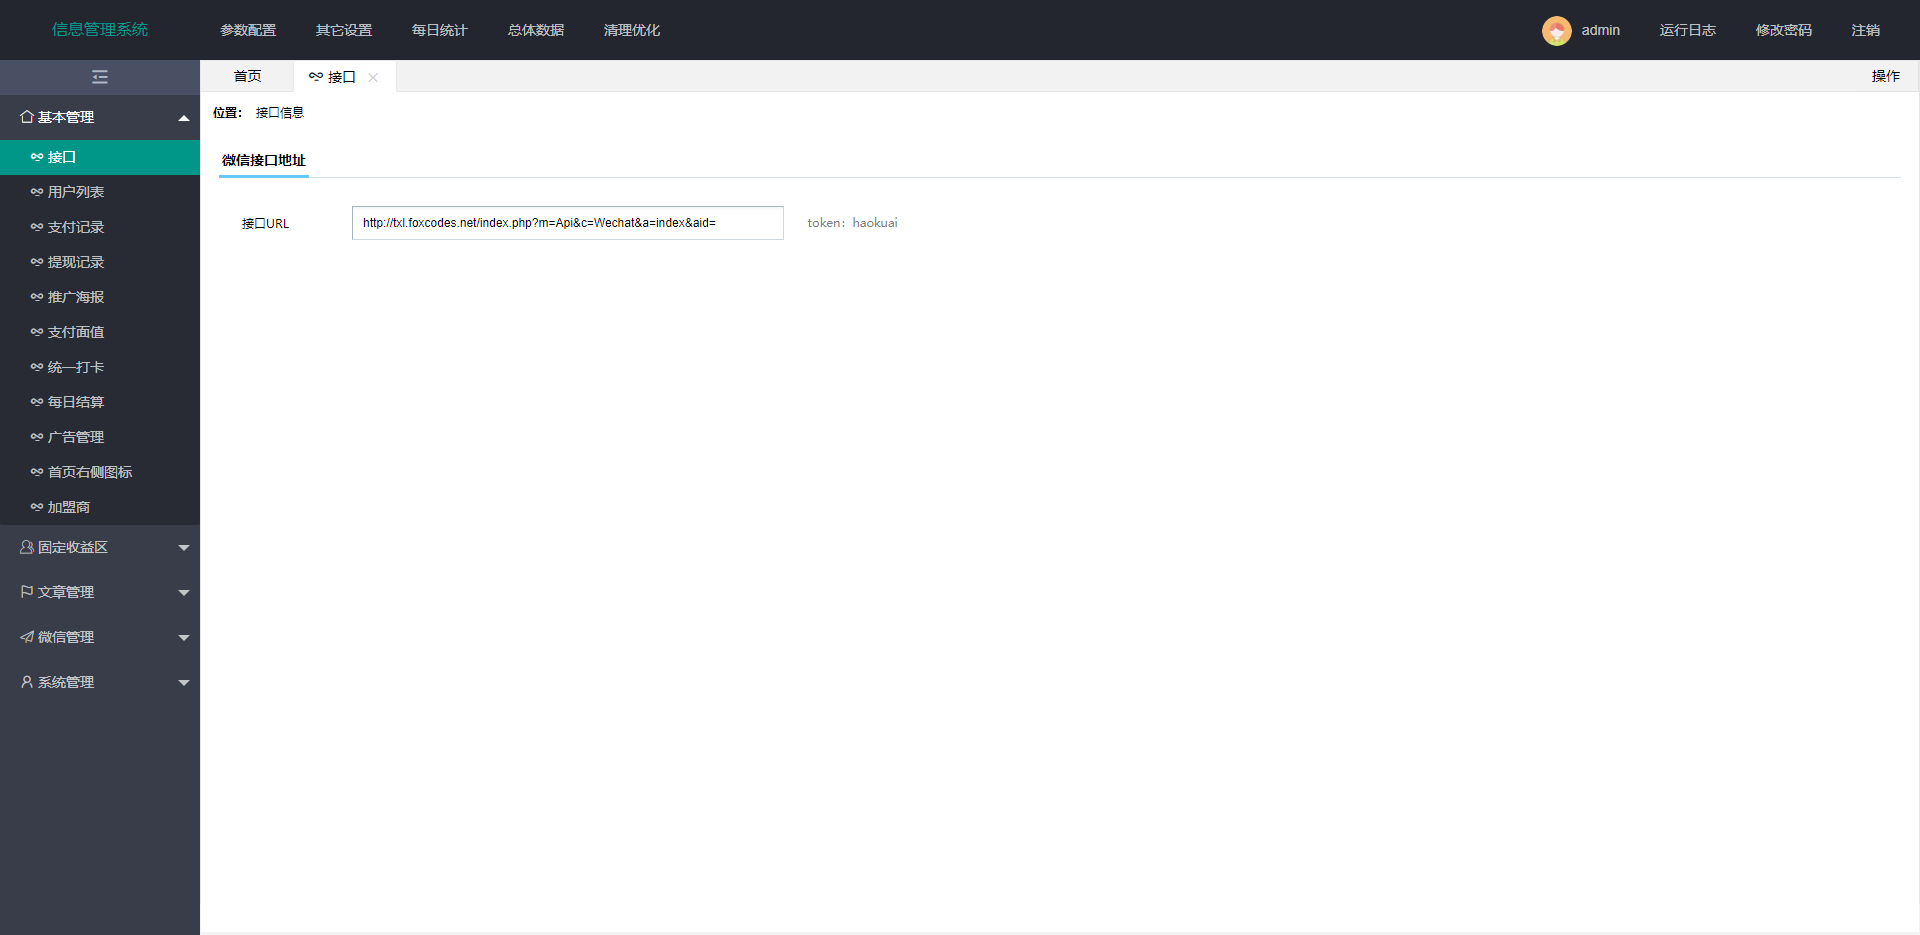 信息管理系统
参数配置
其它设置
每日统计
总体数据
清理优化
admin
运行日志
修改密码
注销
首页
接口
操作
基本管理
接口
用户列表
支付记录
提现记录
推广海报
支付面值
统一打卡
每日结算
广告管理
首页右侧图标
加盟商
固定收益区
文章管理
微信管理
系统管理
位置： 接口信息
微信接口地址
接口URL http://txl.foxcodes.net/index.php?m=Api&c=Wechat&a=index&aid= token: haokuai